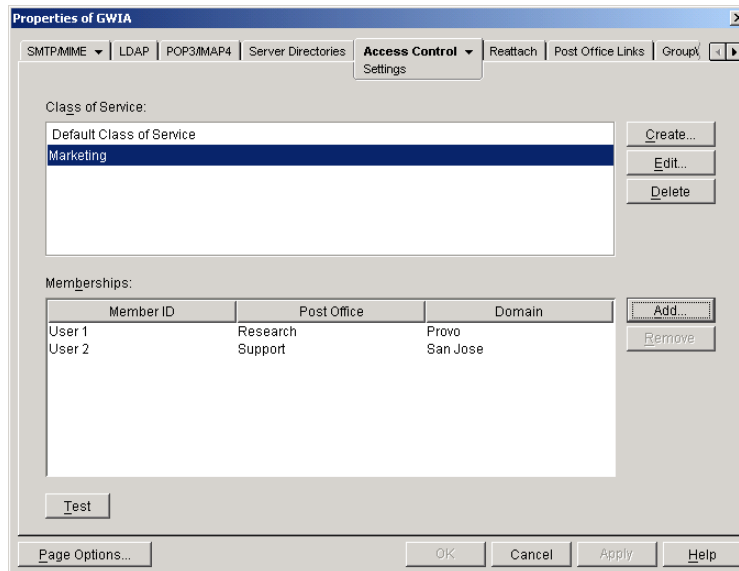 Properties of GWIA
SMTP/MIME LDAP POP3/IMAP4 Server Directories Access Control Reattach Post Office Links
Settings
Class of Service:
Default Class of Service
Marketing
Create...
Edit...
Delete
Memberships:
Member ID Post Office Domain
User 1 Research Provo
User 2 Support San Jose
Add...
Remove
Test
Page Options... OK Cancel Apply Help